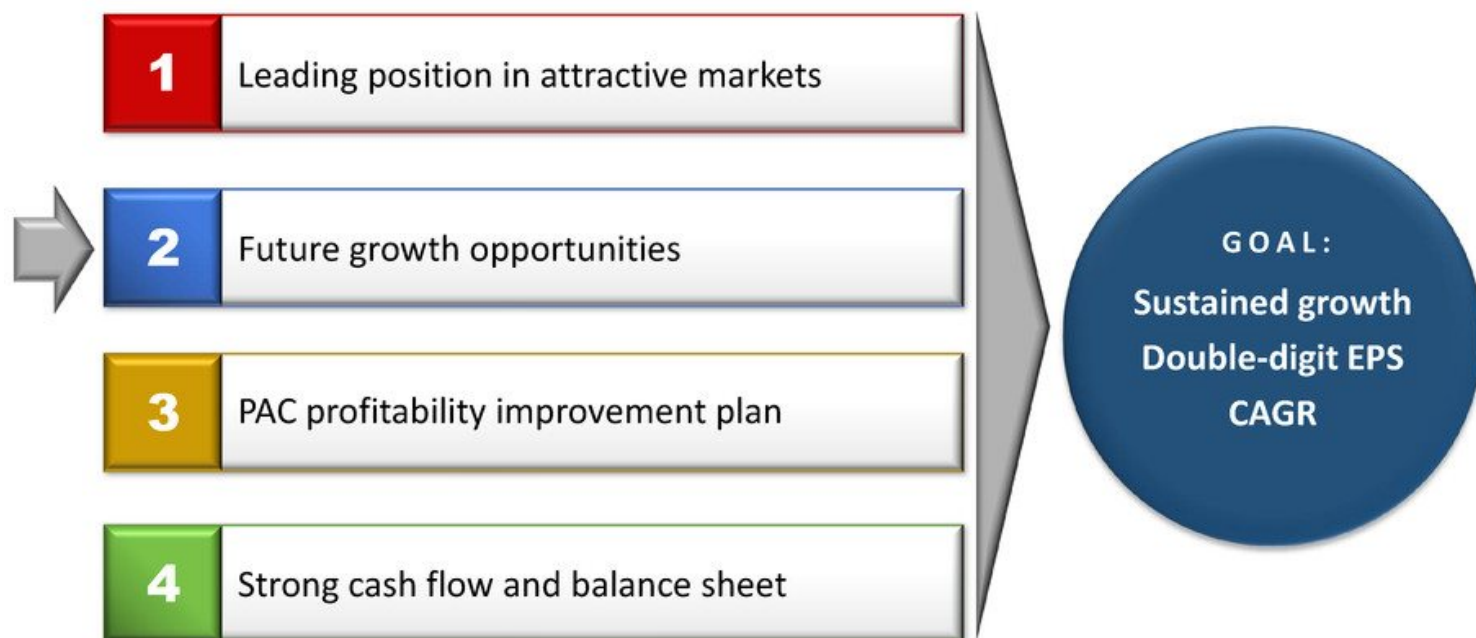 1 Leading position in attractive markets
2 Future growth opportunities
3 PAC profitability improvement plan
4 Strong cash flow and balance sheet
GOAL:
Sustained growth
Double-digit EPS
CAGR